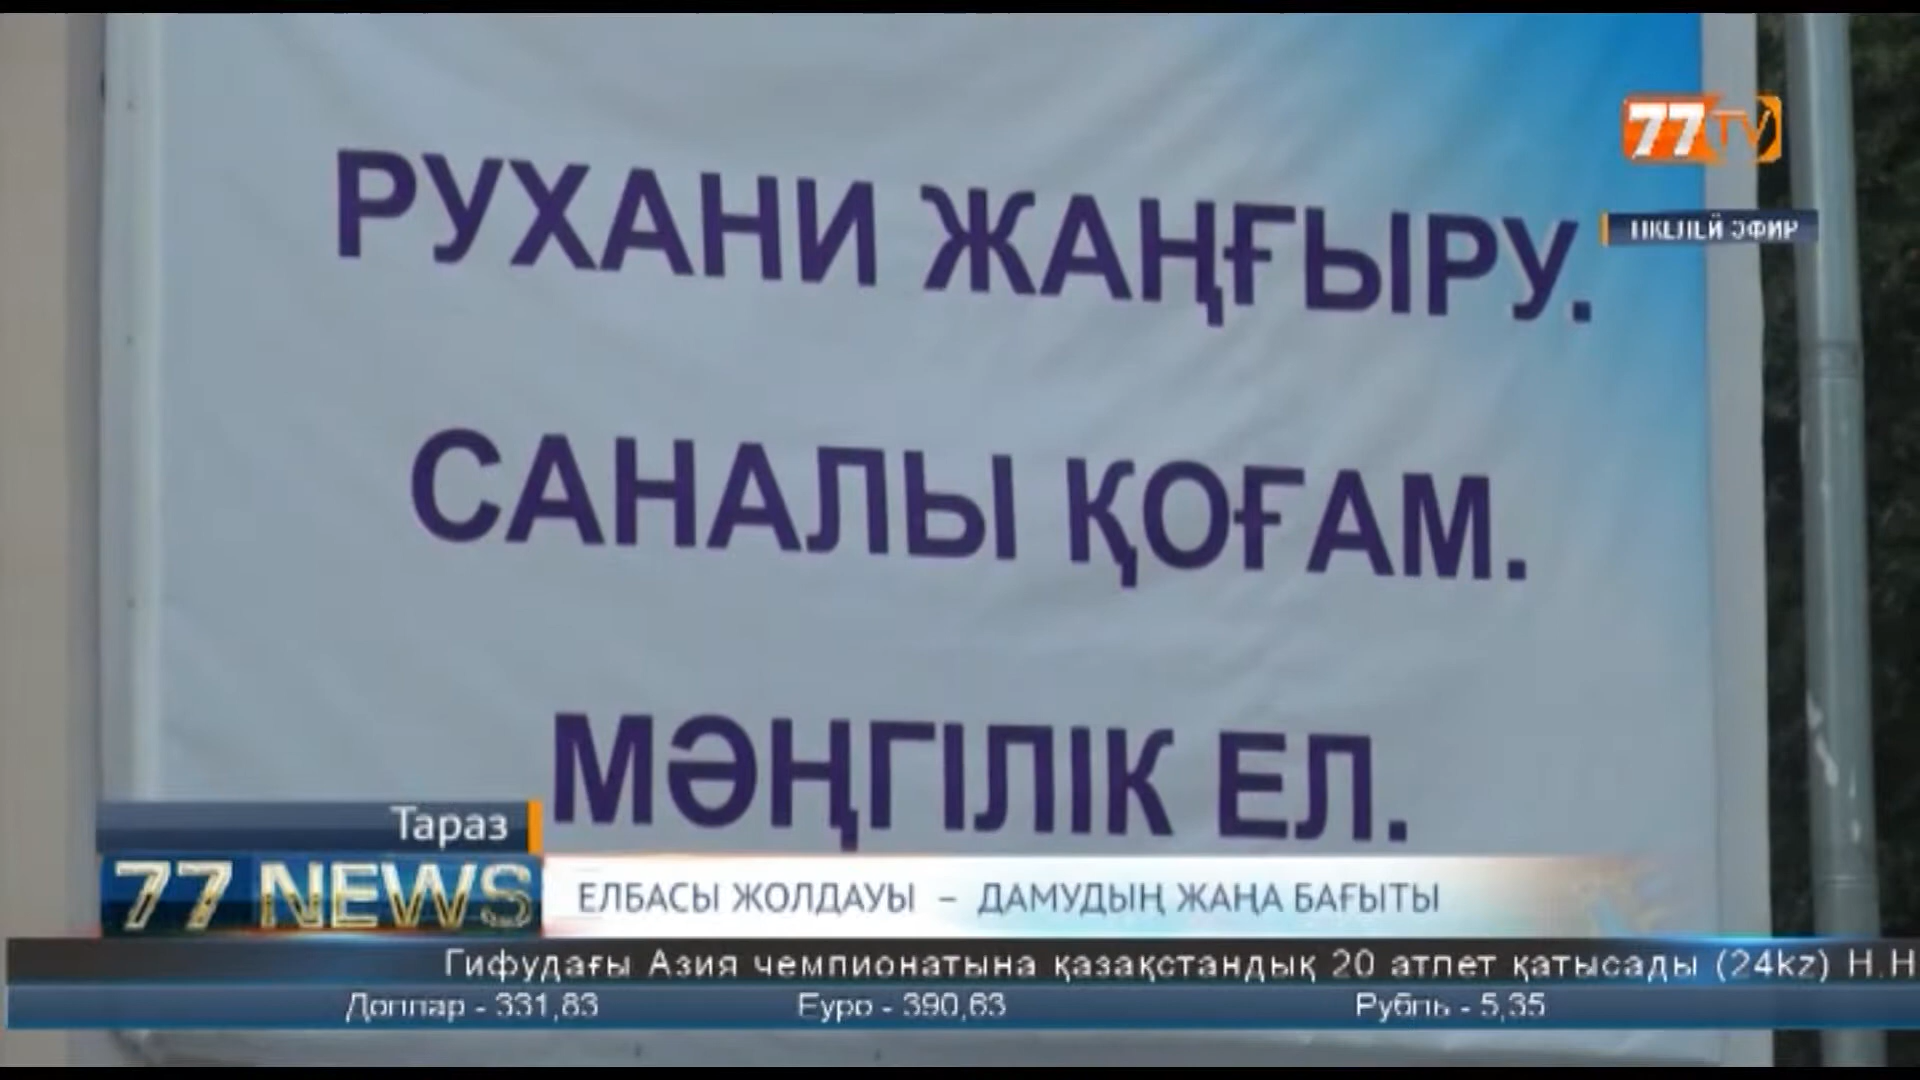 77TV
ТІКЕЛЕЙ ЭФИР
РУХАНИ ЖАҢҒЫРУ.
САНАЛЫ ҚОҒАМ.
МӘҢГІЛІК ЕЛ.
Тараз
77 NEWS
ЕЛБАСЫ ЖОЛДАУЫ – ДАМУДЫҢ ЖАҢА БАҒЫТЫ
Гифудағы Азия чемпионатына қазақстандық 20 атлет қатысады (24kz) Н.Н
Доллар - 331,83 Еуро - 390,63 Рубль - 5,35